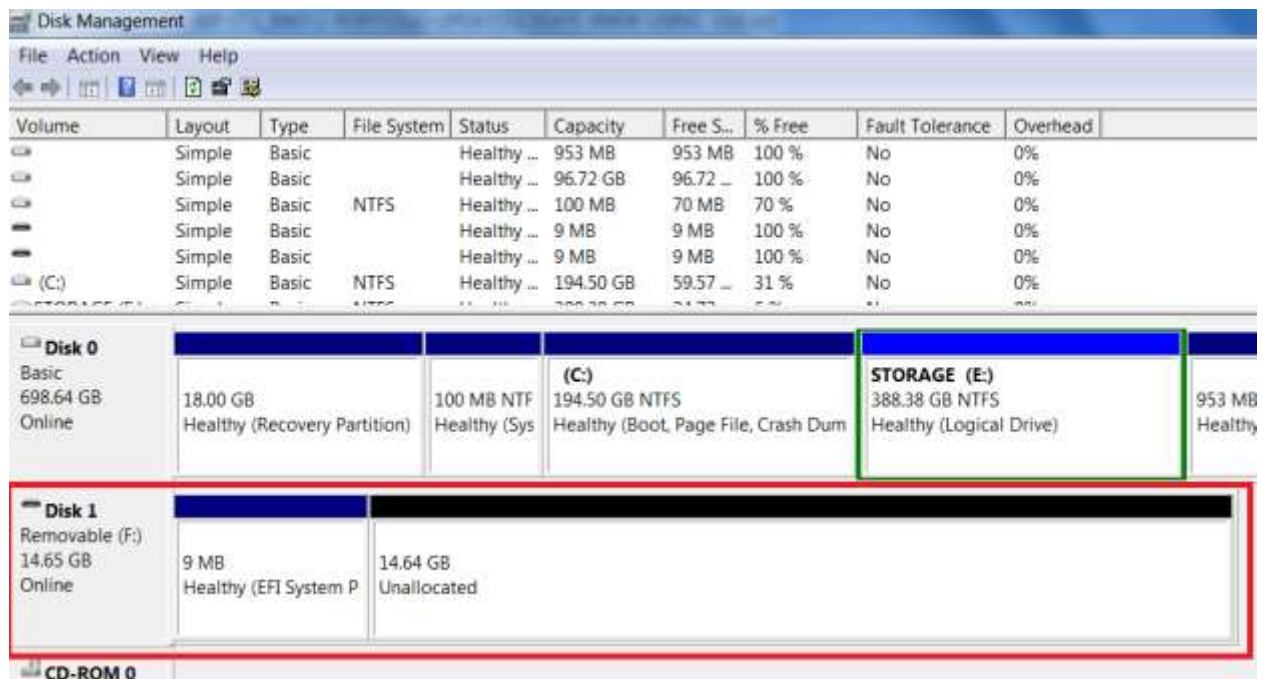 Disk Management
File Action View Help
Volume Layout Type File System Status Capacity Free S... % Free Fault Tolerance Overhead
Simple Basic Healthy ... 953 MB 953 MB 100 % No 0%
Simple Basic Healthy ... 96.72 GB 96.72 ... 100 % No 0%
Simple Basic NTFS Healthy ... 100 MB 70 MB 70 % No 0%
Simple Basic Healthy ... 9 MB 9 MB 100 % No 0%
Simple Basic Healthy ... 9 MB 9 MB 100 % No 0%
(C:) Simple Basic NTFS Healthy ... 194.50 GB 59.57 ... 31 % No 0%
Disk 0
Basic
698.64 GB
Online
18.00 GB
Healthy (Recovery Partition)
100 MB NTF
Healthy (Sys
(C:)
194.50 GB NTFS
Healthy (Boot, Page File, Crash Dum
STORAGE (E:)
388.38 GB NTFS
Healthy (Logical Drive)
953 MB
Healthy
Disk 1
Removable (F:)
14.65 GB
Online
9 MB
Healthy (EFI System P
14.64 GB
Unallocated
CD-ROM 0